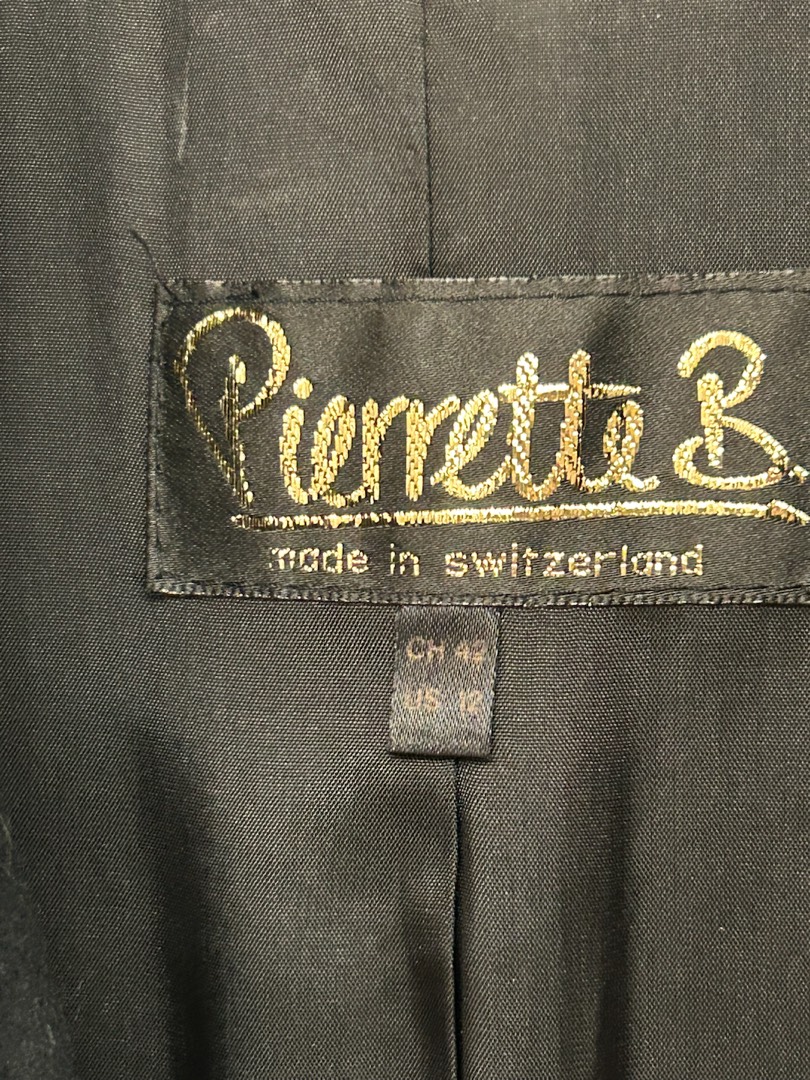 Pierrette B.
made in switzerland
CH 42
US 12